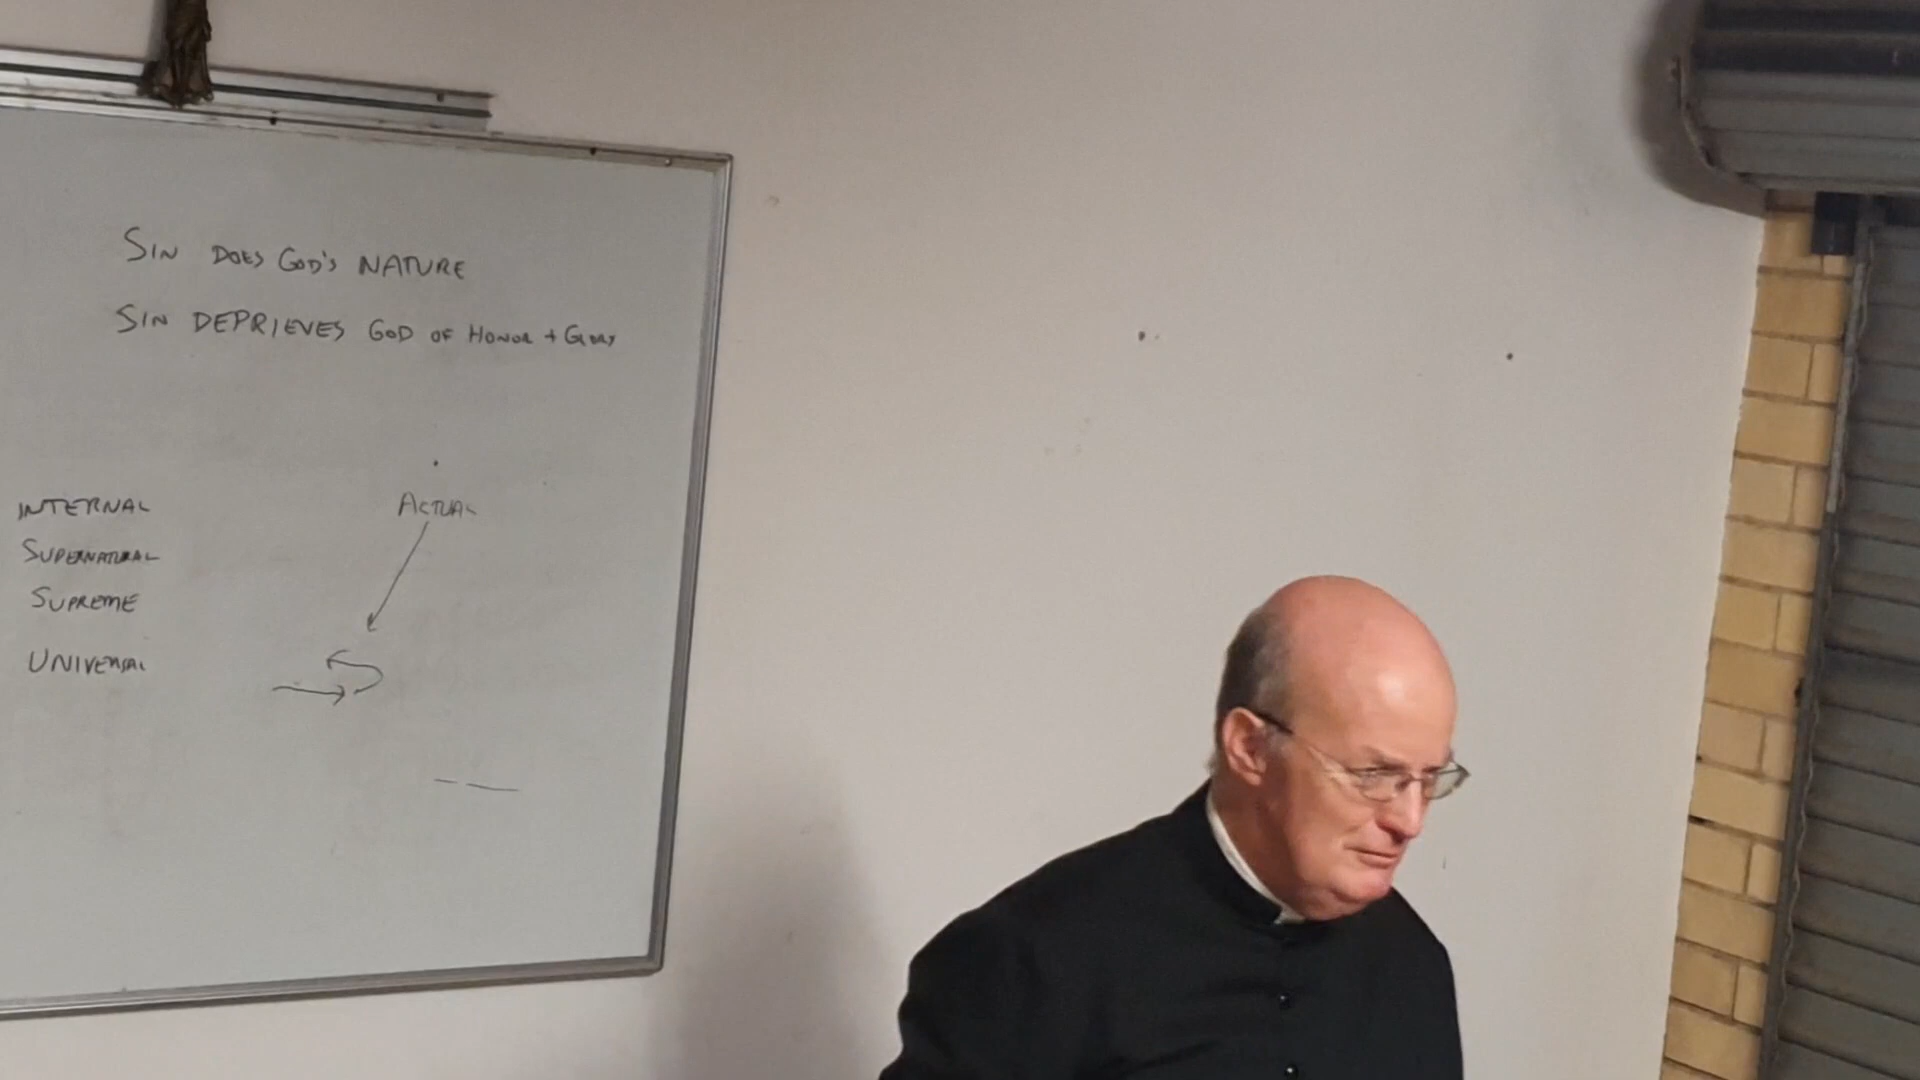 SIN DOES GOD'S NATURE
SIN DEPRIEVES GOD OF HONOR + GLORY
INTERNAL
ACTUAL
SUPERNATURAL
SUPREME
UNIVERSAL